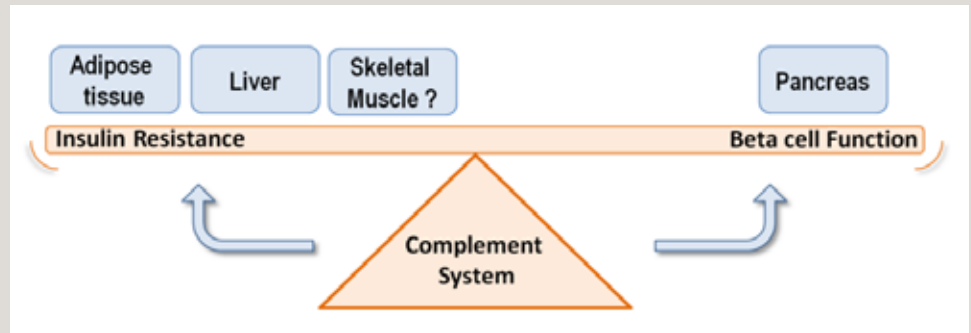 Adipose
tissue
Liver
Skeletal
Muscle ?
Pancreas
Insulin Resistance
Beta cell Function
Complement
System